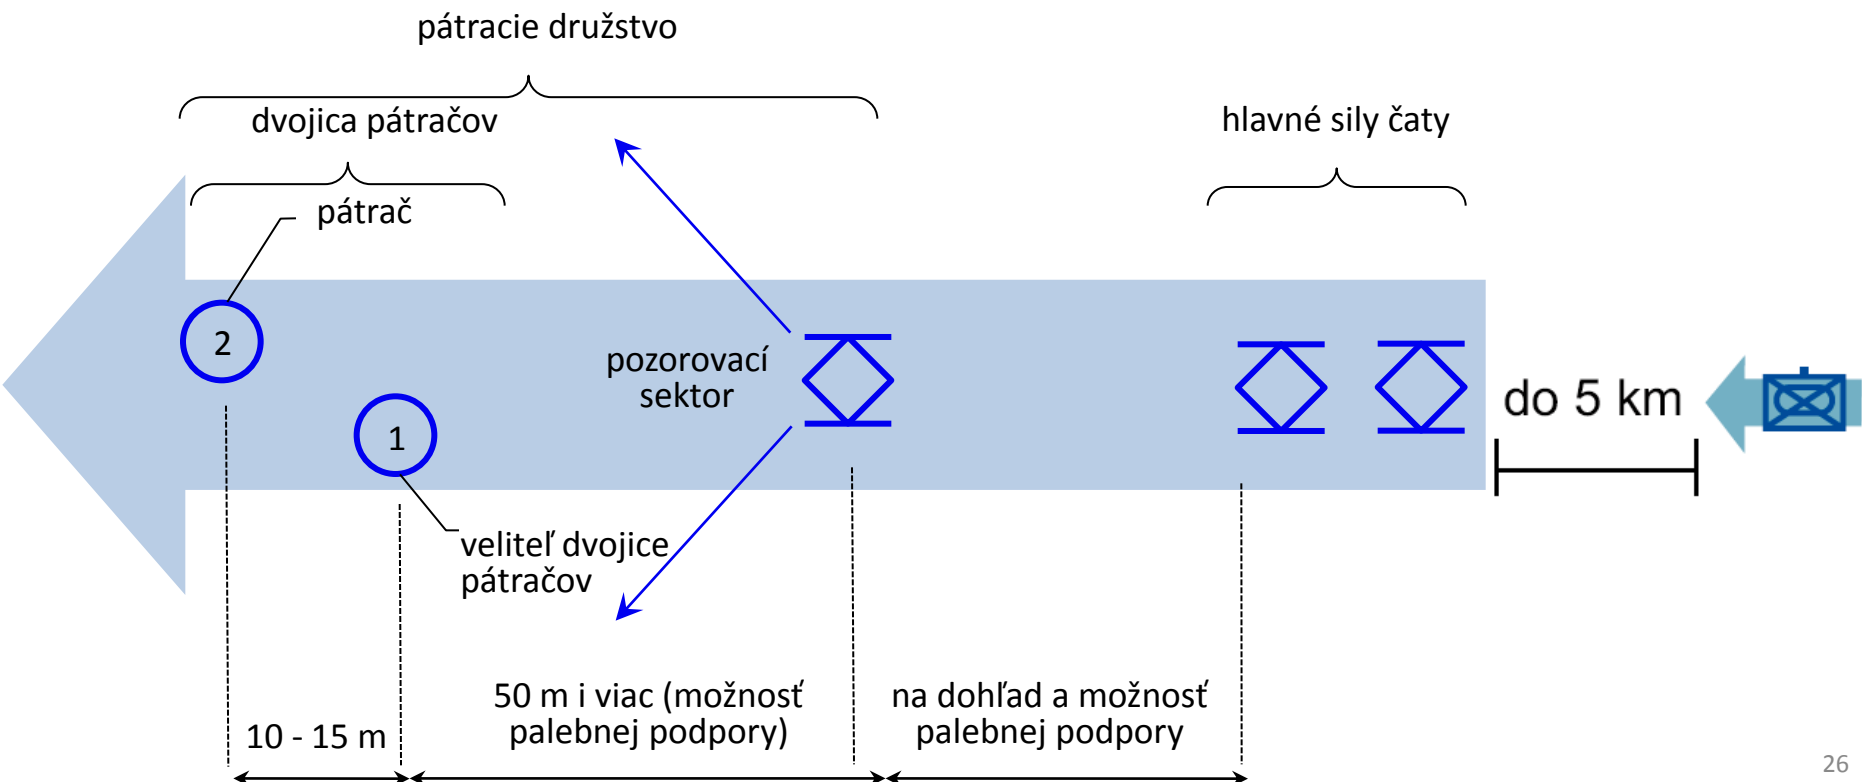 pátracie družstvo
dvojica pátračov
hlavné sily čaty
pátrač
2
pozorovací
sektor
do 5 km
1
veliteľ dvojice
pátračov
50 m i viac (možnosť
palebnej podpory)
na dohľad a možnosť
palebnej podpory
10 - 15 m
26